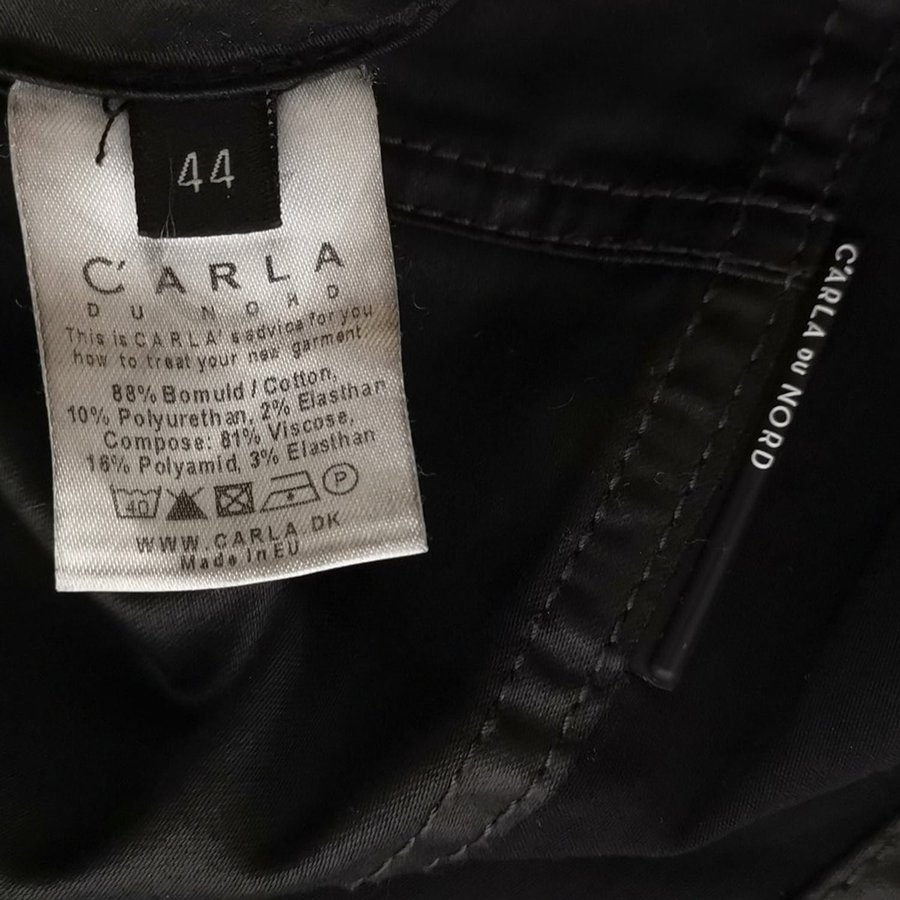 44
C'ARLA
DU NORD
This is CARLA's advice for you
how to treat your new garment
88% Bomuld / Cotton,
10% Polyurethan, 2% Elasthan
Compose: 81% Viscose,
16% Polyamid, 3% Elasthan
40
P
WWW.CARLA.DK
Made in EU
C'ARLA DU NORD